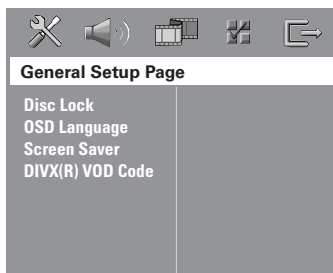 General Setup Page
Disc Lock
OSD Language
Screen Saver
DIVX(R) VOD Code